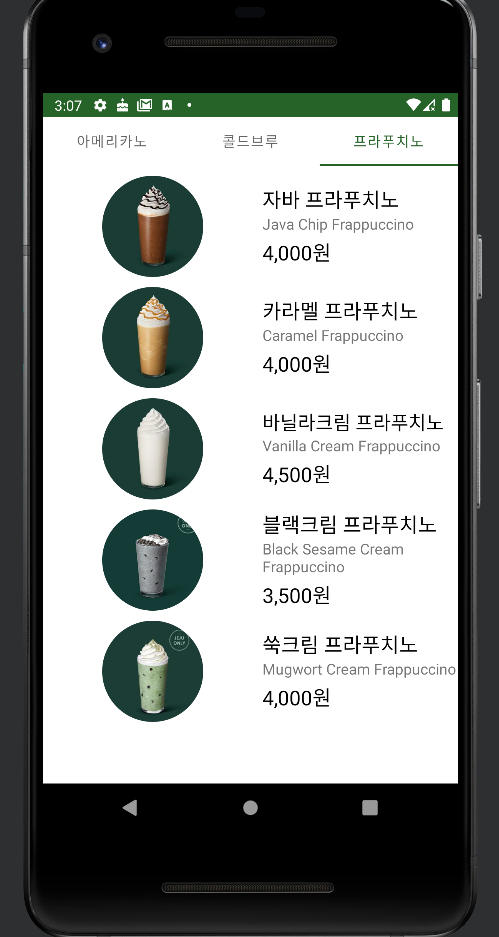 3:07
아메리카노 콜드브루 프라푸치노
자바 프라푸치노
Java Chip Frappuccino
4,000원
카라멜 프라푸치노
Caramel Frappuccino
4,000원
바닐라크림 프라푸치노
Vanilla Cream Frappuccino
4,500원
ONLY
블랙크림 프라푸치노
Black Sesame Cream
Frappuccino
3,500원
JEJU
ONLY
쑥크림 프라푸치노
Mugwort Cream Frappuccino
4,000원